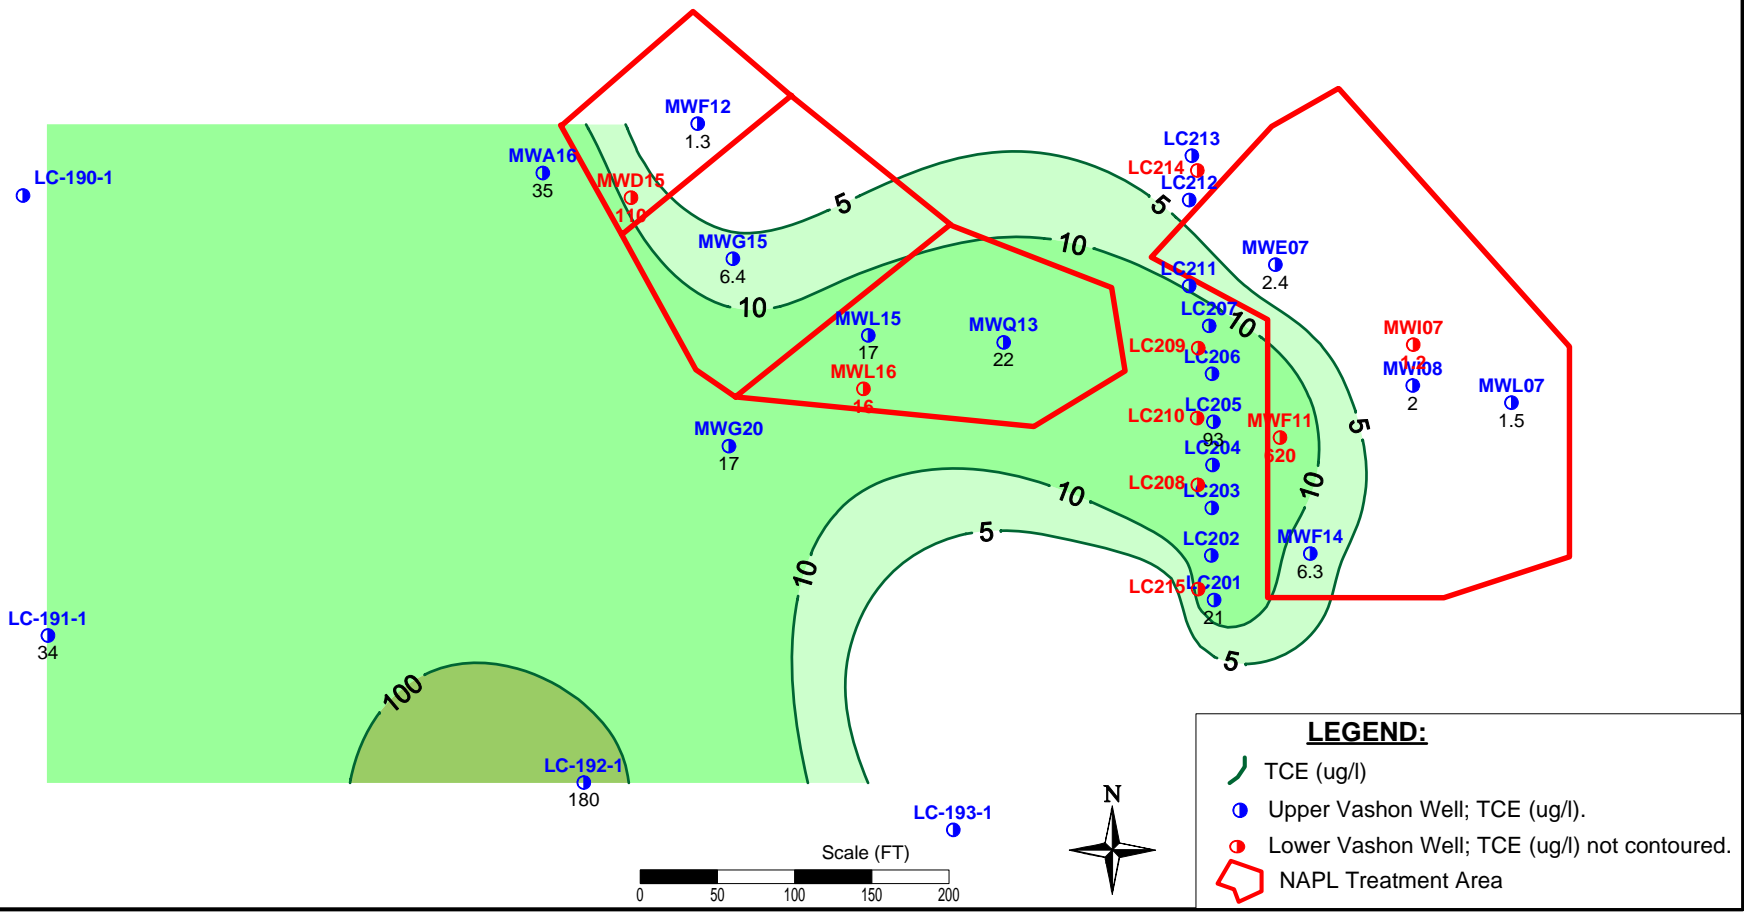 MWF12
1.3
LC213
LC214
LC212
MWA16
35
LC-190-1
MWD15
110
5
5
MWG15
6.4
10
MWE07
2.4
LC211
10
LC207
10
MWL15
17
MWQ13
22
LC209
LC206
MWI07
1.2
MWL16
16
MWI08
2
MWL07
1.5
LC210
LC205
93
MWF11
620
5
MWG20
17
LC204
10
LC208
LC203
10
5
LC202
MWF14
6.3
10
LC215
LC201
21
LC-191-1
34
5
100
LC-192-1
180
LC-193-1
Scale (FT)
0 50 100 150 200
N
LEGEND:
TCE (ug/l)
Upper Vashon Well; TCE (ug/l).
Lower Vashon Well; TCE (ug/l) not contoured.
NAPL Treatment Area